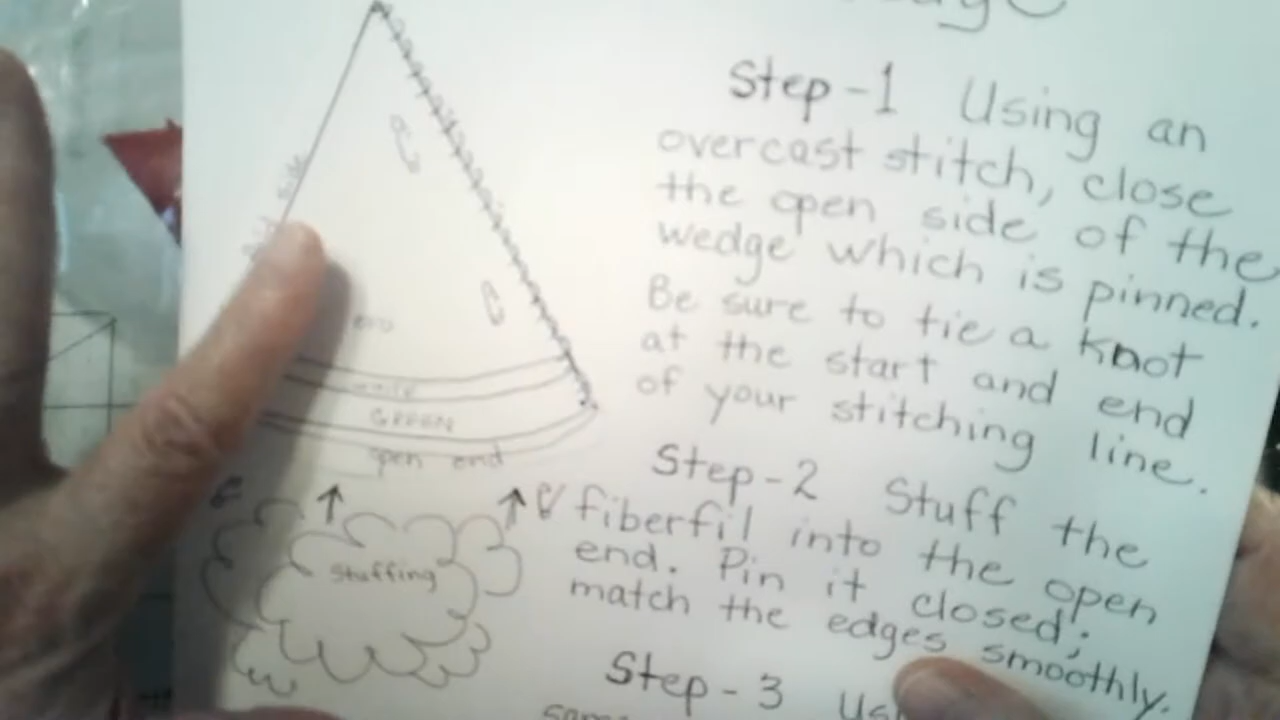 Step-1 Using an
overcast stitch, close
the open side of the
wedge which is pinned.
Be sure to tie a knot
at the start and end
of your stitching line.
Step-2 Stuff the
fiberfil into the open
end. Pin it closed;
match the edges smoothly.
Step-3
side
GREEN
open end
Stuffing